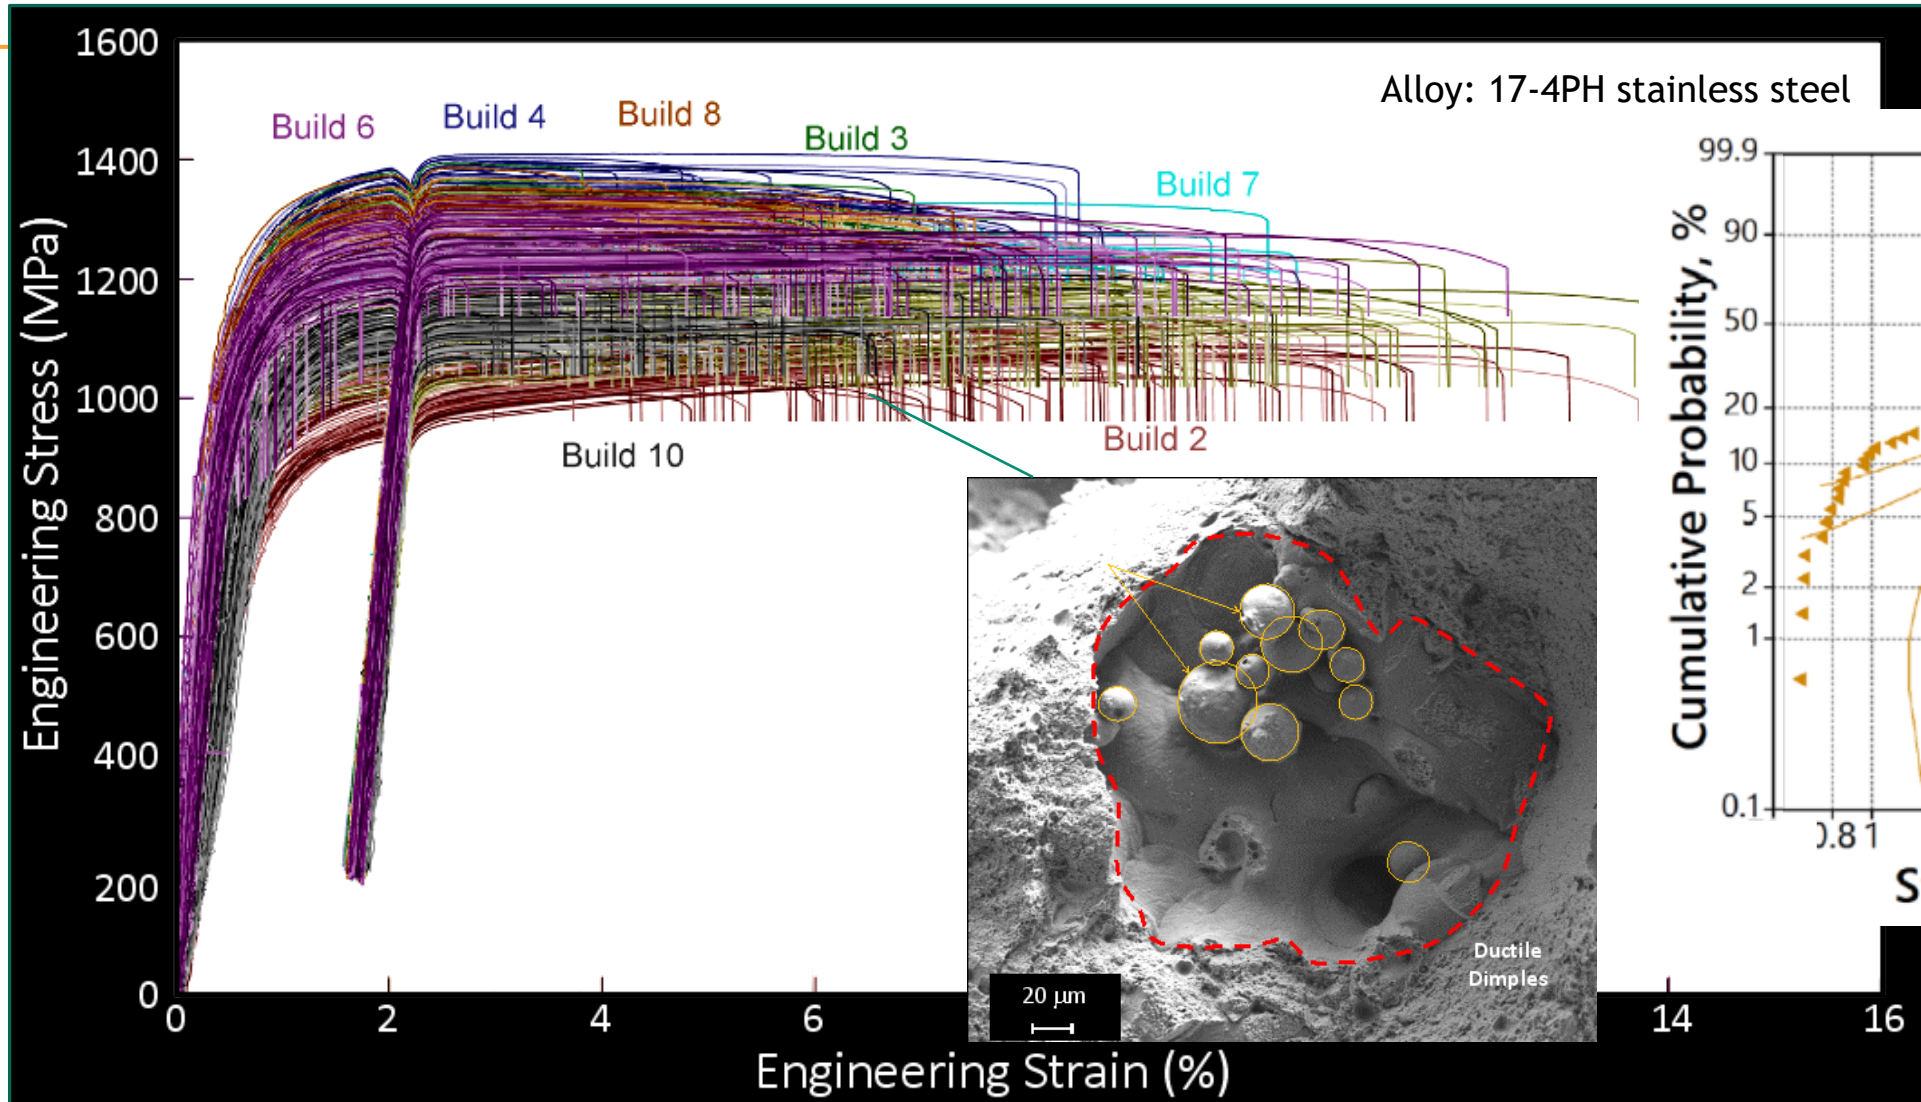 Alloy: 17-4PH stainless steel
Build 6
Build 4
Build 8
Build 3
Build 7
Build 10
Build 2
1600
1400
1200
1000
800
600
400
200
0
Engineering Stress (MPa)
0
2
4
6
14
16
Engineering Strain (%)
Ductile
Dimples
20 µm
Cumulative Probability, %
99.9
90
50
20
10
5
2
1
0.1
0.8
1
S